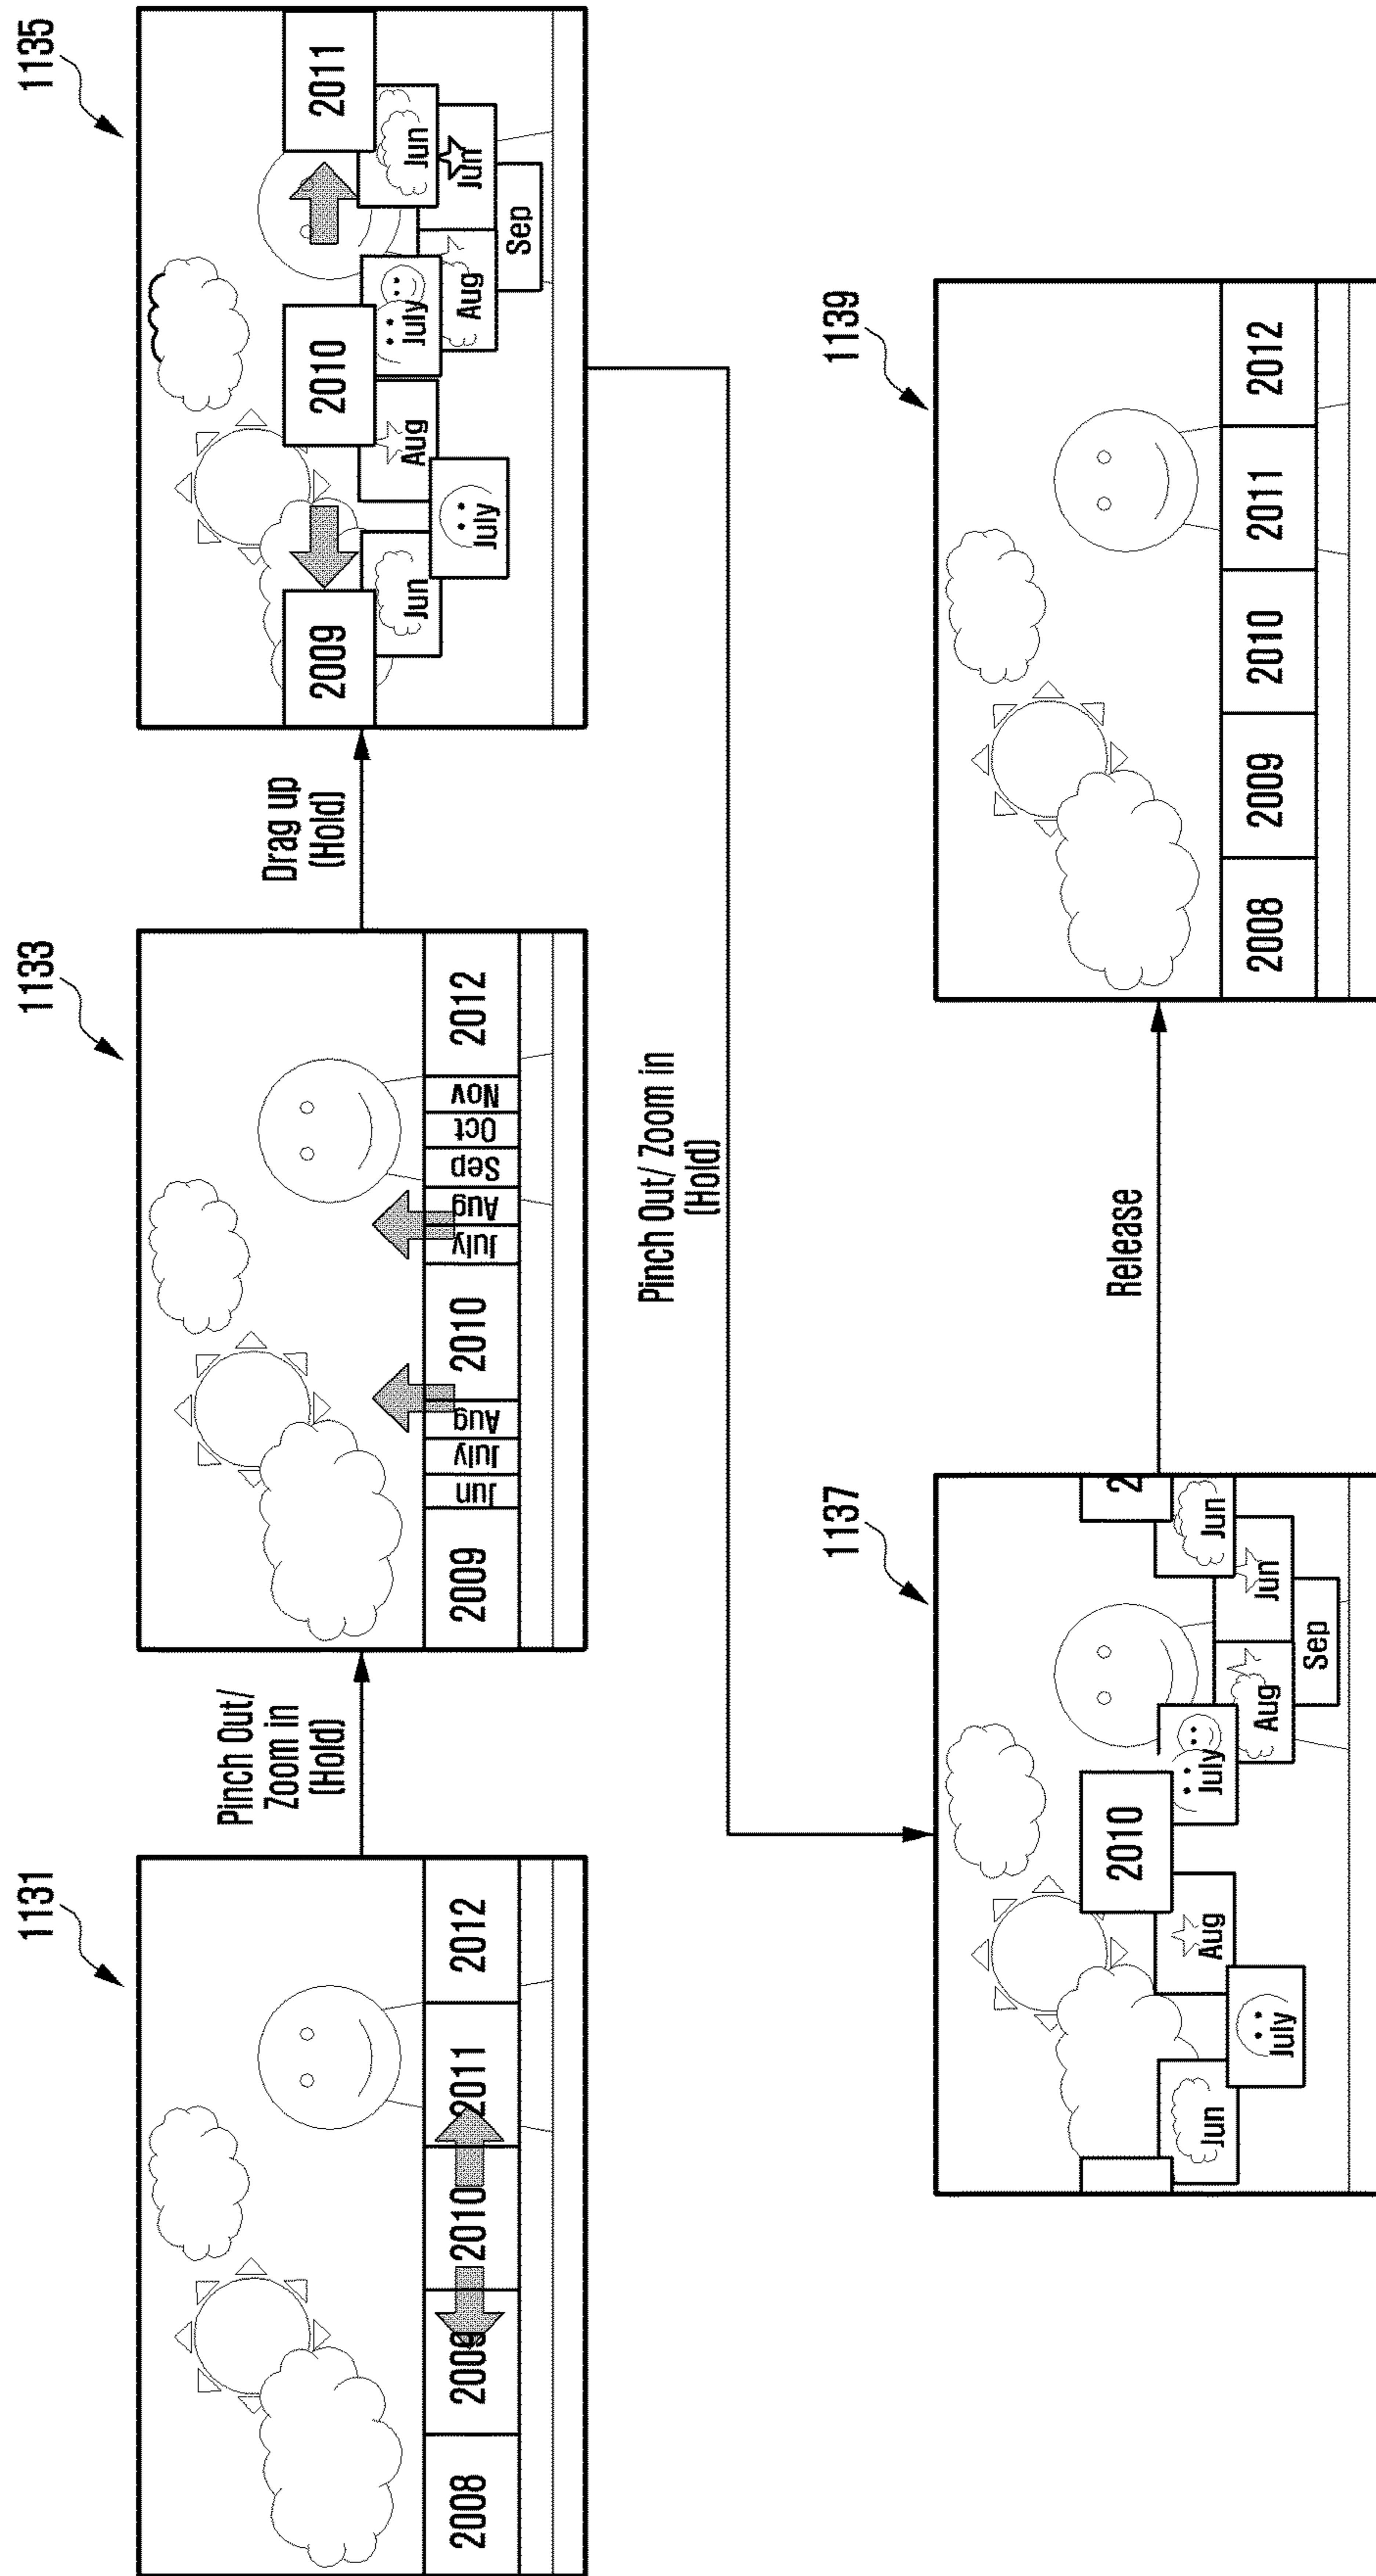 1131
2008 2009 2010 2011 2012
Pinch Out/
Zoom in
(Hold)
1133
2009 Jun July Aug 2010 July Aug Sep Oct Nov 2012
Drag up
(Hold)
1135
2009 2010 2011
Jun Aug July Jun
July Aug Jun
Sep
Pinch Out/ Zoom in
(Hold)
1137
2010 2
Jun Aug July Jun
July Aug Jun
Sep
Release
1139
2008 2009 2010 2011 2012